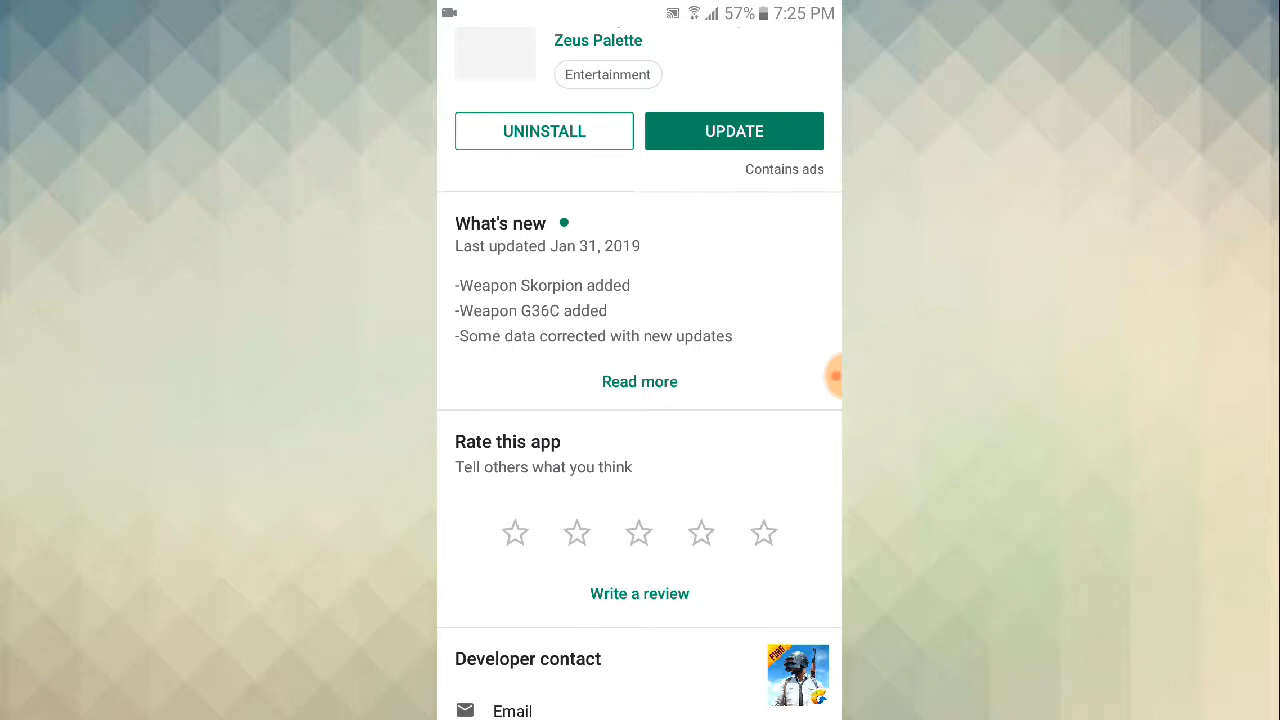 57% 7:25 PM
Zeus Palette
Entertainment
UNINSTALL
UPDATE
Contains ads
What's new
Last updated Jan 31, 2019
-Weapon Skorpion added
-Weapon G36C added
-Some data corrected with new updates
Read more
Rate this app
Tell others what you think
Write a review
Developer contact
PUBG
Email